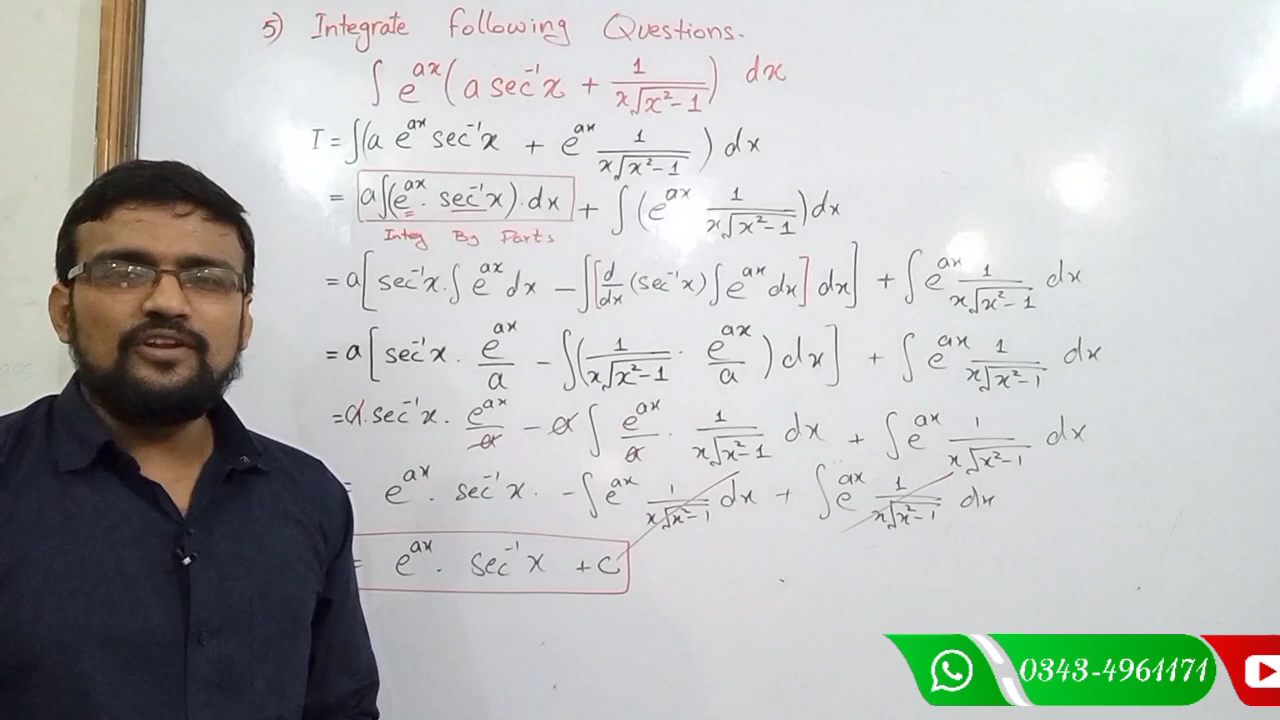 5) Integrate following Questions.
∫ e^ax (a sec⁻¹x + 1/(x√(x²-1))) dx
I = ∫(a e^ax sec⁻¹x + e^ax 1/(x√(x²-1))) dx
= a∫(e^ax · sec⁻¹x)·dx + ∫(e^ax 1/(x√(x²-1))) dx
Integ By Parts
= a[sec⁻¹x·∫e^ax dx - ∫[d/dx (sec⁻¹x) ∫e^ax dx] dx] + ∫e^ax 1/(x√(x²-1)) dx
= a[sec⁻¹x · e^ax/a - ∫(1/(x√(x²-1)) · e^ax/a) dx] + ∫e^ax 1/(x√(x²-1)) dx
= a·sec⁻¹x · e^ax/a - a∫ e^ax/a · 1/(x√(x²-1)) dx + ∫e^ax 1/(x√(x²-1)) dx
= e^ax · sec⁻¹x · - ∫e^ax 1/(x√(x²-1)) dx + ∫e^ax 1/(x√(x²-1)) dx
= e^ax · sec⁻¹x + c
0343-4961171